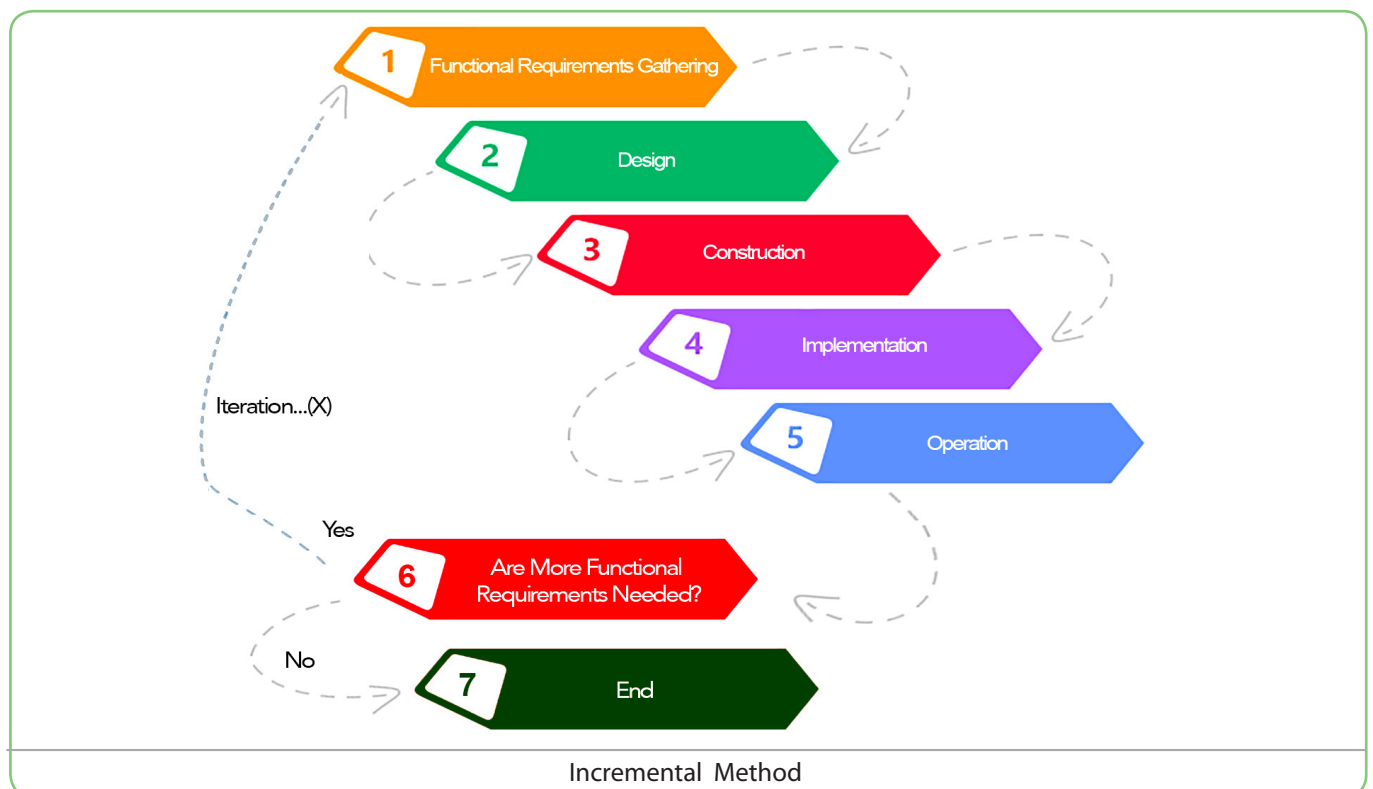 1
Functional Requirements Gathering
2
Design
3
Construction
4
Implementation
5
Operation
Iteration...(X)
Yes
6
Are More Functional
Requirements Needed?
No
7
End
Incremental Method